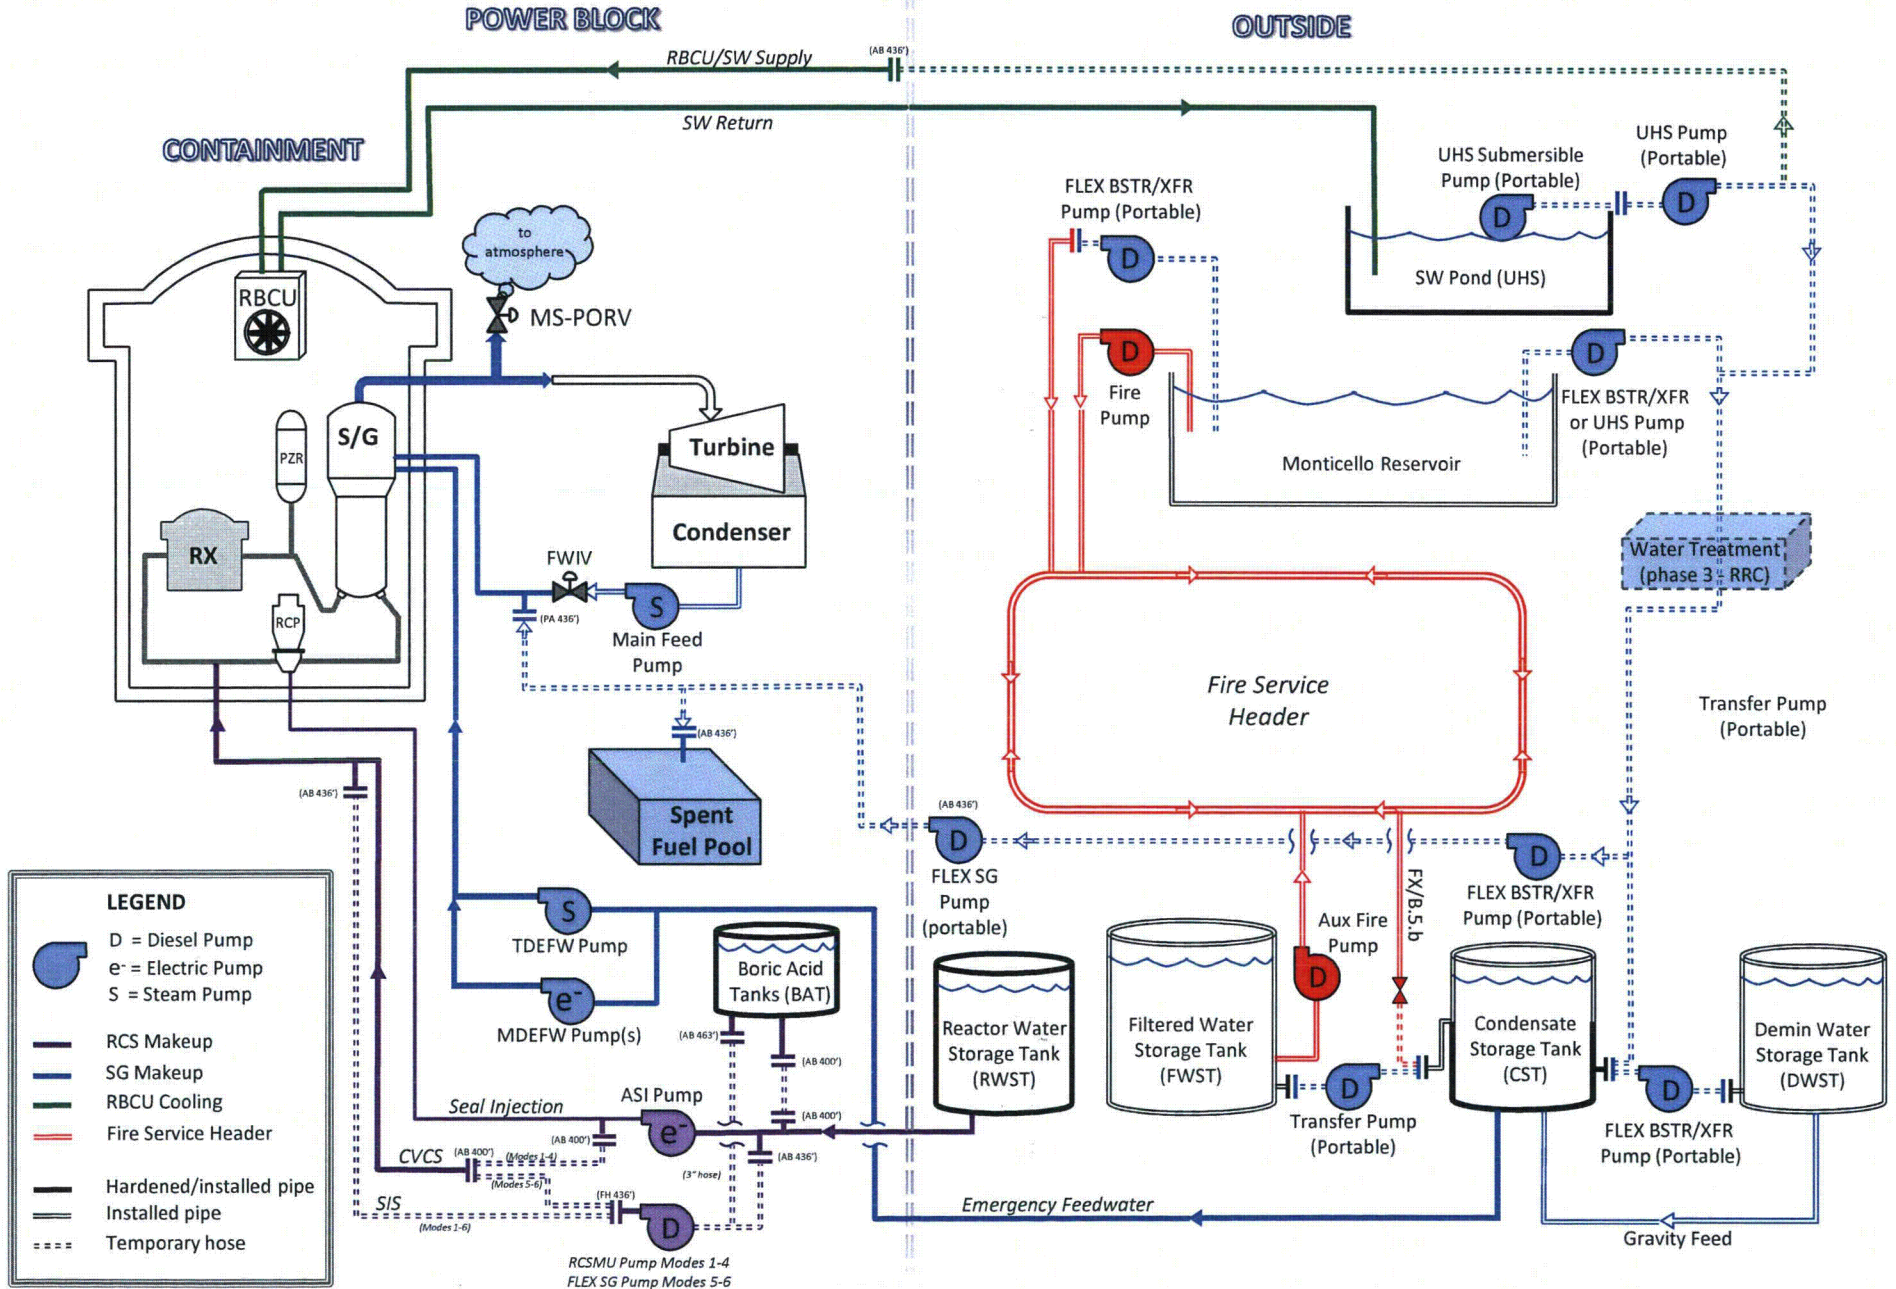 POWER BLOCK
OUTSIDE
RBCU/SW Supply
(AB 436')
SW Return
CONTAINMENT
UHS Pump
(Portable)
UHS Submersible
Pump (Portable)
D
D
FLEX BSTR/XFR
Pump (Portable)
D
SW Pond (UHS)
to
atmosphere
MS-PORV
RBCU
D
Fire
Pump
D
FLEX BSTR/XFR
or UHS Pump
(Portable)
Monticello Reservoir
S/G
PZR
Turbine
Condenser
RX
RCP
FWIV
S
(PA 436')
Main Feed
Pump
Water Treatment
(phase 3 - RRC)
Fire Service
Header
Transfer Pump
(Portable)
(AB 436')
Spent
Fuel Pool
(AB 436')
(AB 436')
D
FLEX SG
Pump
(portable)
D
FLEX BSTR/XFR
Pump (Portable)
FX/B.5.b
Aux Fire
Pump
D
S
TDEFW Pump
e-
MDEFW Pump(s)
Boric Acid
Tanks (BAT)
(AB 463')
(AB 400')
(AB 400')
(AB 436')
Reactor Water
Storage Tank
(RWST)
Filtered Water
Storage Tank
(FWST)
D
Transfer Pump
(Portable)
Condensate
Storage Tank
(CST)
D
FLEX BSTR/XFR
Pump (Portable)
Demin Water
Storage Tank
(DWST)
Gravity Feed
Emergency Feedwater
ASI Pump
e-
Seal Injection
(AB 400')
CVCS
(AB 400')
(Modes 1-4)
(Modes 5-6)
(3" hose)
SIS
(Modes 1-6)
(FH 436')
D
RCSMU Pump Modes 1-4
FLEX SG Pump Modes 5-6
LEGEND
D = Diesel Pump
e- = Electric Pump
S = Steam Pump
RCS Makeup
SG Makeup
RBCU Cooling
Fire Service Header
Hardened/installed pipe
Installed pipe
Temporary hose